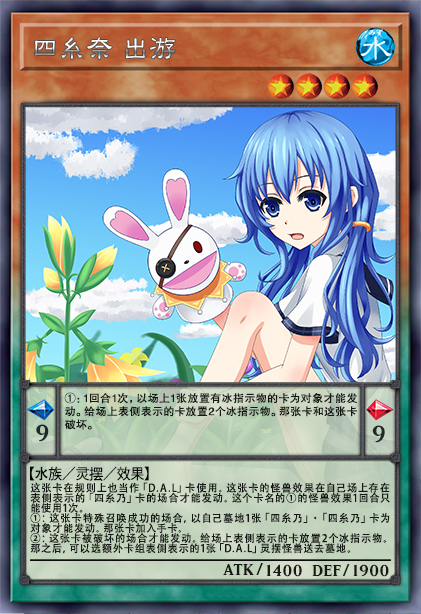 四糸奈 出游
水
①：1回合1次，以场上1张放置有冰指示物的卡为对象才能发
动。给场上表侧表示的卡放置2个冰指示物。那张卡和这张卡
破坏。
9
9
【水族／灵摆／效果】
这张卡在规则上也当作「D.A.L」卡使用。这张卡的怪兽效果在自己场上存在
表侧表示的「四糸乃」卡的场合才能发动。这个卡名的①的怪兽效果1回合只
能使用1次。
①：这张卡特殊召唤成功的场合，以自己墓地1张「四糸乃」·「四糸乃」卡为
对象才能发动。那张卡加入手卡。
②：这张卡被破坏的场合才能发动。给场上表侧表示的卡放置2个冰指示物。
那之后，可以选额外卡组表侧表示的1张「D.A.L」灵摆怪兽送去墓地。
ATK/1400 DEF/1900